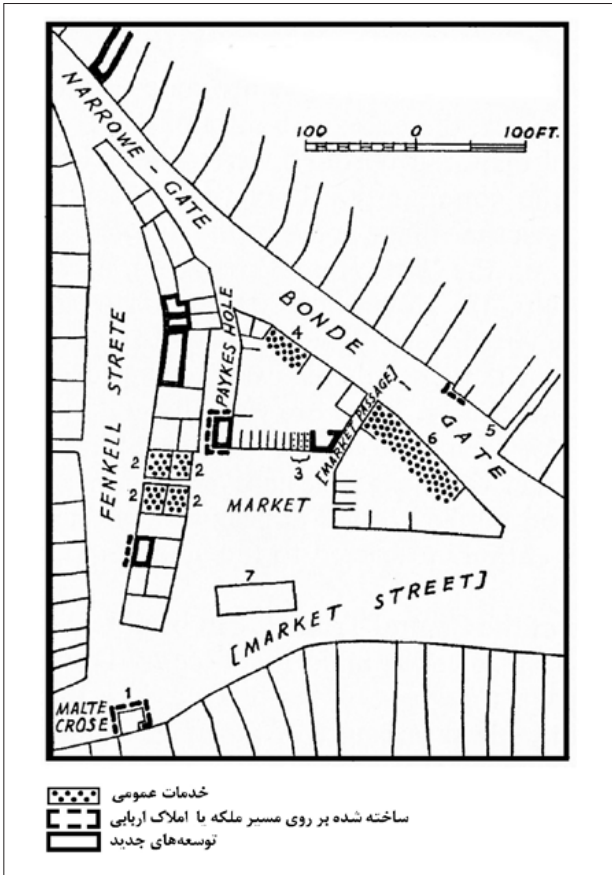 NARROWE - GATE
100 0 100 FT.
BONDE
GATE
FENKELL STRETE
PAYKES HOLE
4
[MARKET PASSAGE]
5
6
2 2
2 2
3
MARKET
7
[MARKET STREET]
1
MALTE
CROSE
خدمات عمومی
ساخته شده بر روی مسیر ملکه یا املاک اربابی
توسعه‌های جدید